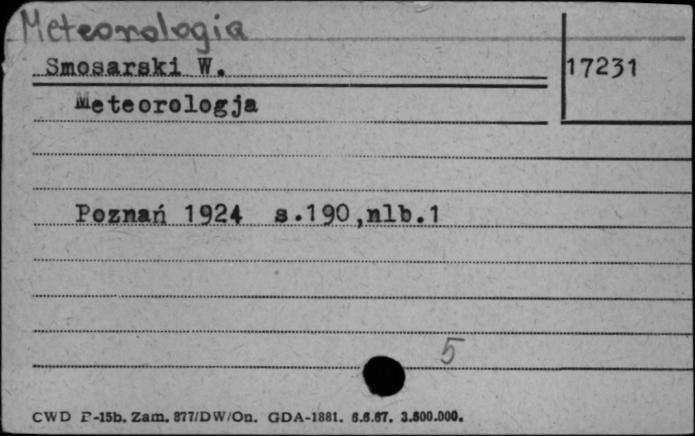 Meteorologia
Smosarski W.
17231
Meteorologja
Poznań 1924 s.190,nlb.1
5
CWD P-15b. Zam. 877/DW/On. GDA-1881. 6.6.67. 3.600.000.